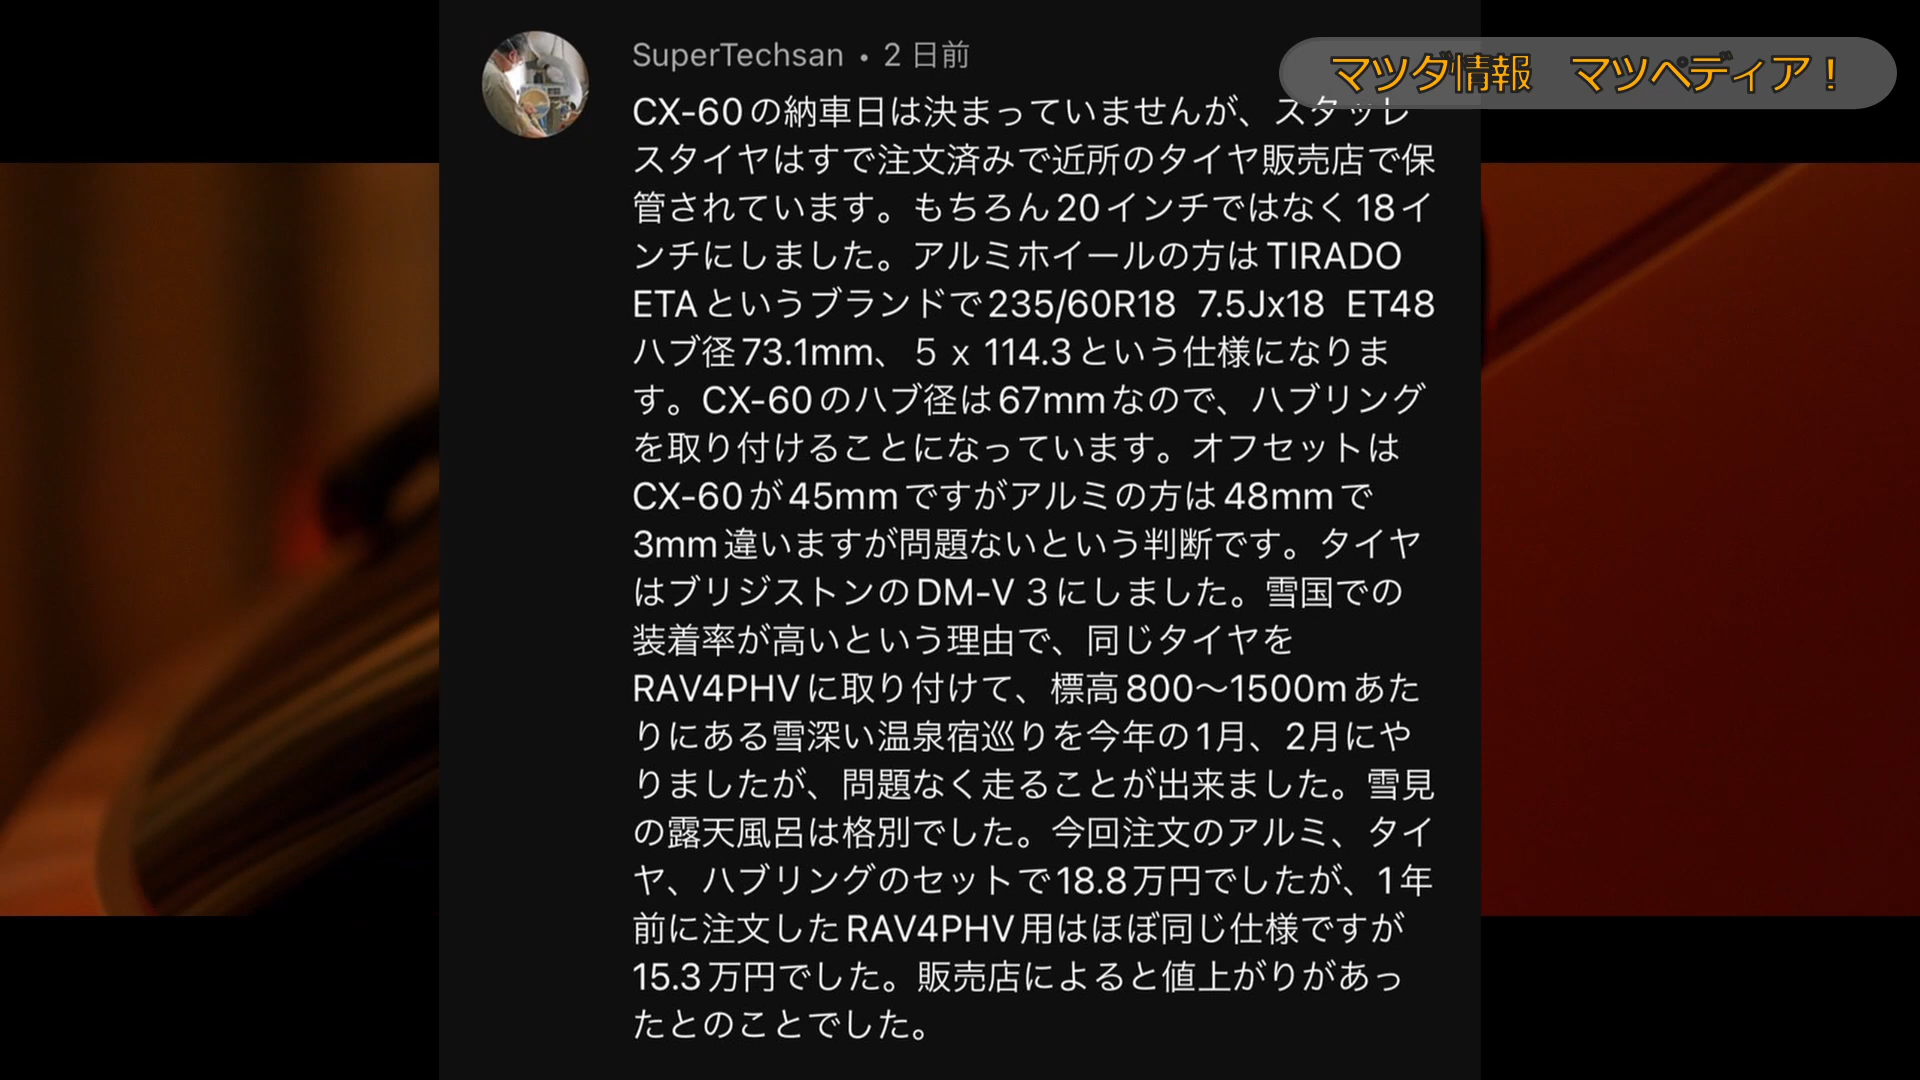 SuperTechsan • 2 日前
マツダ情報　マツペディア！
CX-60の納車日は決まっていませんが、スタッドレ
スタイヤはすで注文済みで近所のタイヤ販売店で保
管されています。もちろん20インチではなく18イ
ンチにしました。アルミホイールの方はTIRADO
ETAというブランドで235/60R18 7.5Jx18 ET48
ハブ径73.1mm、５ｘ 114.3という仕様になりま
す。CX-60のハブ径は67mmなので、ハブリング
を取り付けることになっています。オフセットは
CX-60が45mmですがアルミの方は48mmで
3mm違いますが問題ないという判断です。タイヤ
はブリジストンのDM-V３にしました。雪国での
装着率が高いという理由で、同じタイヤを
RAV4PHVに取り付けて、標高800〜1500mあた
りにある雪深い温泉宿巡りを今年の1月、2月にや
りましたが、問題なく走ることが出来ました。雪見
の露天風呂は格別でした。今回注文のアルミ、タイ
ヤ、ハブリングのセットで18.8万円でしたが、1年
前に注文したRAV4PHV用はほぼ同じ仕様ですが
15.3万円でした。販売店によると値上がりがあっ
たとのことでした。